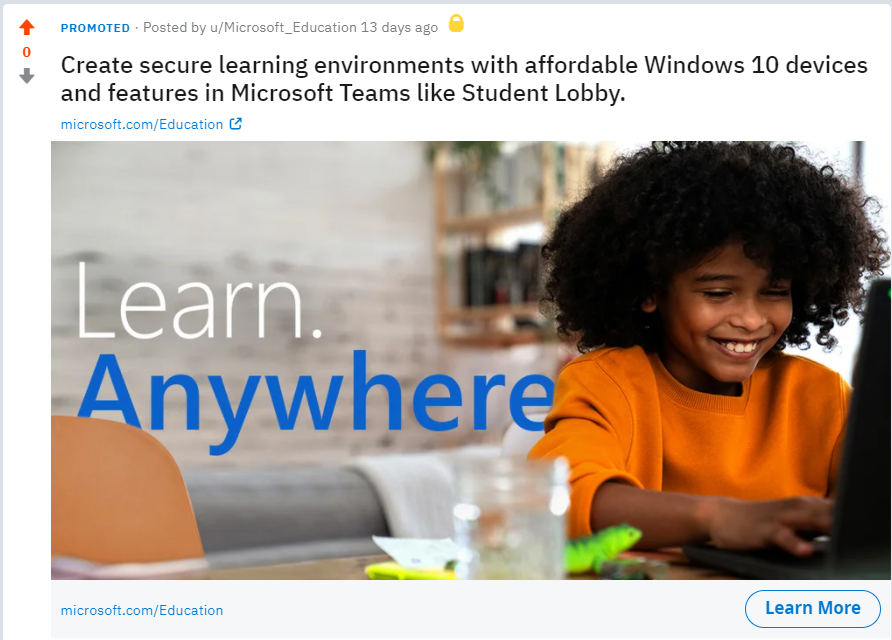 PROMOTED · Posted by u/Microsoft_Education 13 days ago
0
Create secure learning environments with affordable Windows 10 devices
and features in Microsoft Teams like Student Lobby.
microsoft.com/Education
Learn.
Anywhere
microsoft.com/Education
Learn More